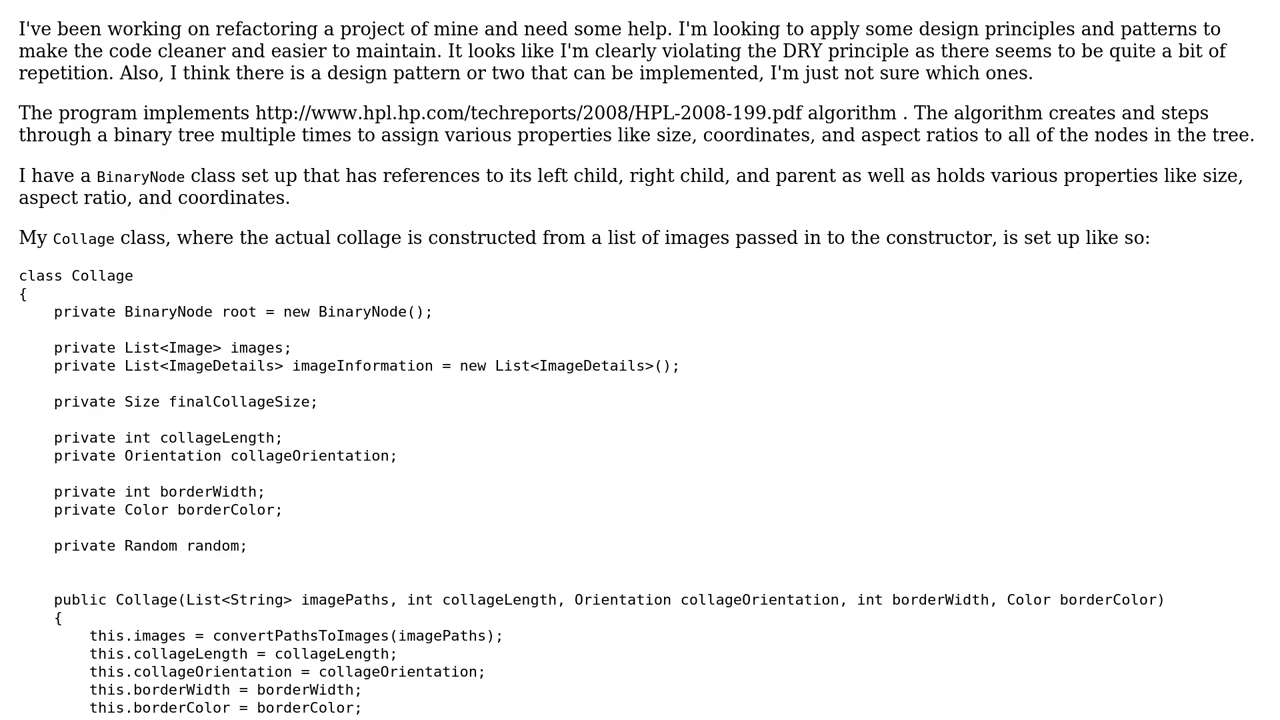 I've been working on refactoring a project of mine and need some help. I'm looking to apply some design principles and patterns to
make the code cleaner and easier to maintain. It looks like I'm clearly violating the DRY principle as there seems to be quite a bit of
repetition. Also, I think there is a design pattern or two that can be implemented, I'm just not sure which ones.
The program implements http://www.hpl.hp.com/techreports/2008/HPL-2008-199.pdf algorithm . The algorithm creates and steps
through a binary tree multiple times to assign various properties like size, coordinates, and aspect ratios to all of the nodes in the tree.
I have a BinaryNode class set up that has references to its left child, right child, and parent as well as holds various properties like size,
aspect ratio, and coordinates.
My Collage class, where the actual collage is constructed from a list of images passed in to the constructor, is set up like so:
class Collage
{
    private BinaryNode root = new BinaryNode();
    private List<Image> images;
    private List<ImageDetails> imageInformation = new List<ImageDetails>();
    private Size finalCollageSize;
    private int collageLength;
    private Orientation collageOrientation;
    private int borderWidth;
    private Color borderColor;
    private Random random;
    public Collage(List<String> imagePaths, int collageLength, Orientation collageOrientation, int borderWidth, Color borderColor)
    {
        this.images = convertPathsToImages(imagePaths);
        this.collageLength = collageLength;
        this.collageOrientation = collageOrientation;
        this.borderWidth = borderWidth;
        this.borderColor = borderColor;